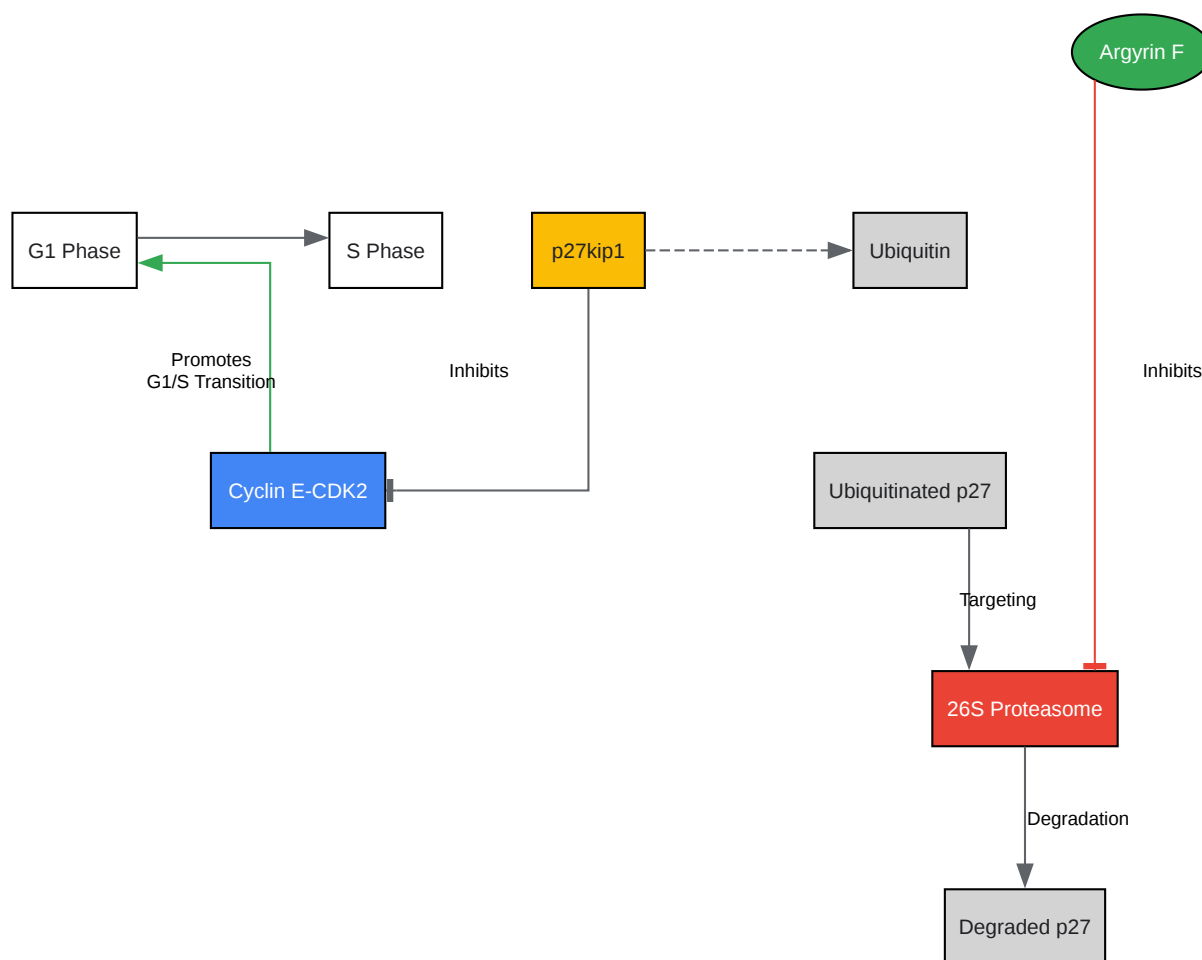 Argyrin F
G1 Phase
S Phase
p27kip1
Ubiquitin
Promotes
G1/S Transition
Inhibits
Inhibits
Cyclin E-CDK2
Ubiquitinated p27
Targeting
26S Proteasome
Degradation
Degraded p27